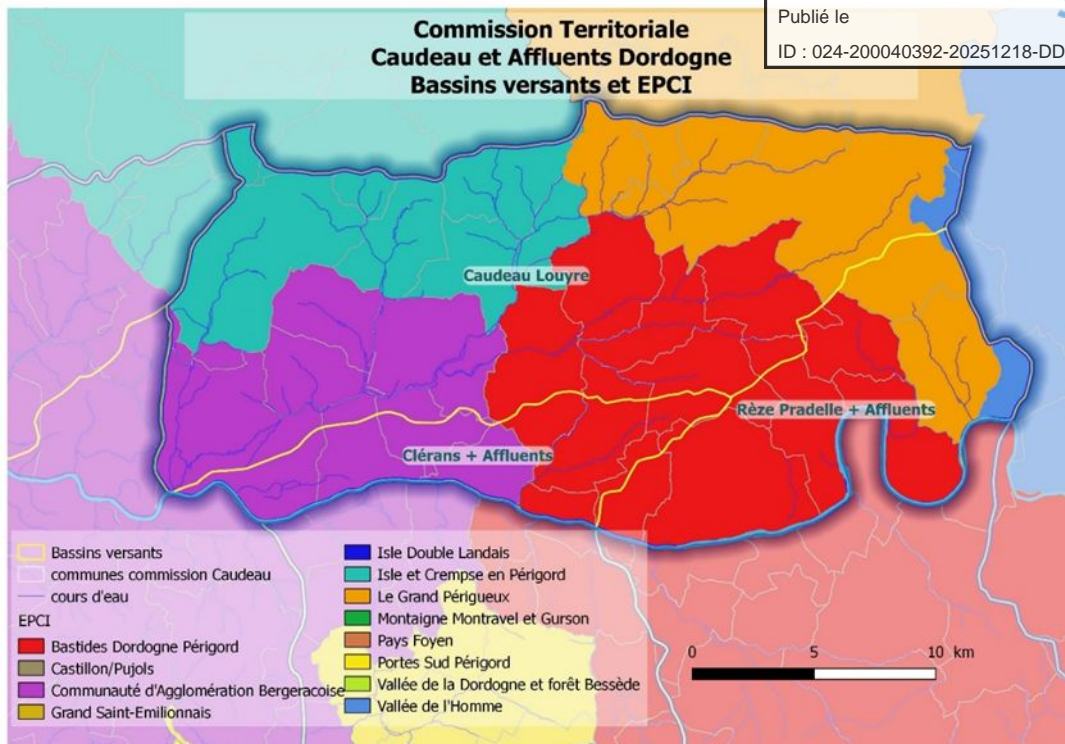 Publié le
ID : 024-200040392-20251218-DD
Commission Territoriale
Caudeau et Affluents Dordogne
Bassins versants et EPCI
Caudeau Louyre
Rèze Pradelle + Affluents
Clérans + Affluents
Bassins versants
communes commission Caudeau
cours d'eau
EPCI
Bastides Dordogne Périgord
Castillon/Pujols
Communauté d'Agglomération Bergeracoise
Grand Saint-Emilionnais
Isle Double Landais
Isle et Crempse en Périgord
Le Grand Périgueux
Montaigne Montravel et Gurson
Pays Foyen
Portes Sud Périgord
Vallée de la Dordogne et forêt Bessède
Vallée de l'Homme
0 5 10 km